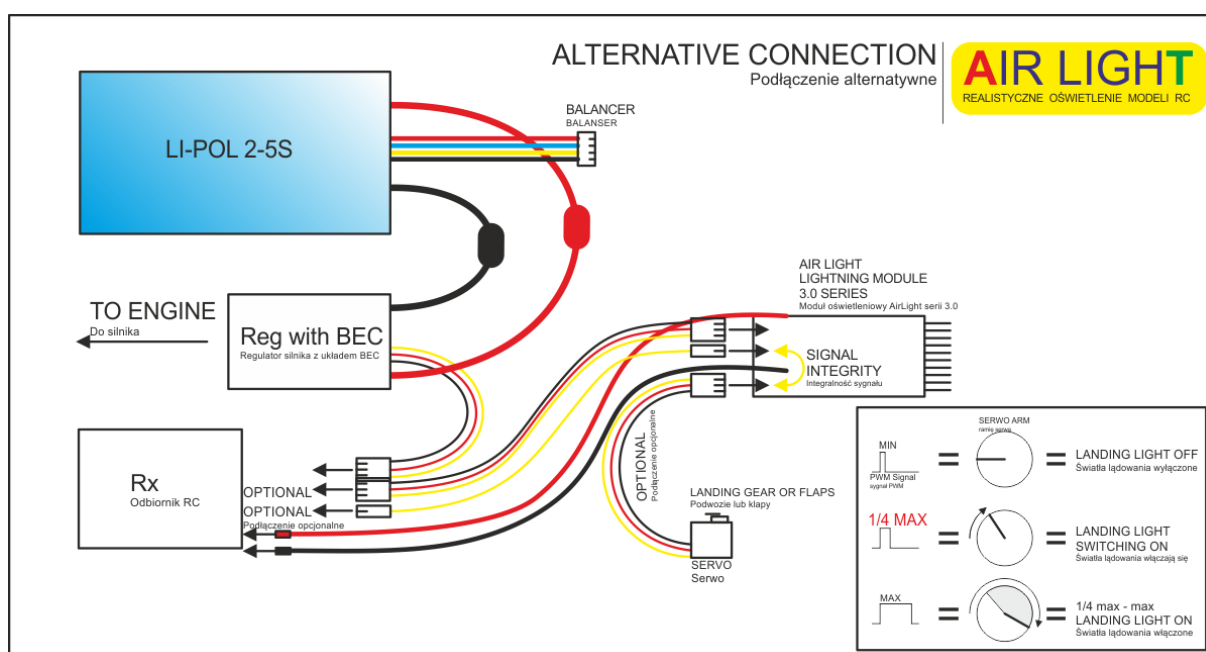 ALTERNATIVE CONNECTION
Podłączenie alternatywne
AIR LIGHT
REALISTYCZNE OŚWIETLENIE MODELI RC
LI-POL 2-5S
BALANCER
BALANSER
TO ENGINE
Do silnika
Reg with BEC
Regulator silnika z układem BEC
AIR LIGHT
LIGHTNING MODULE
3.0 SERIES
Moduł oświetleniowy AirLight serii 3.0
SIGNAL
INTEGRITY
Integralność sygnału
Rx
Odbiornik RC
OPTIONAL
OPTIONAL
Podłączenie opcjonalne
OPTIONAL
Podłączenie opcjonalne
LANDING GEAR OR FLAPS
Podwozie lub klapy
SERVO
Serwo
SERWO ARM
ramię serwa
MIN
PWM Signal
sygnał PWM
= = LANDING LIGHT OFF
Światła lądowania wyłączone
1/4 MAX
= = LANDING LIGHT
SWITCHING ON
Światła lądowania włączają się
MAX
= = 1/4 max - max
LANDING LIGHT ON
Światła lądowania włączone